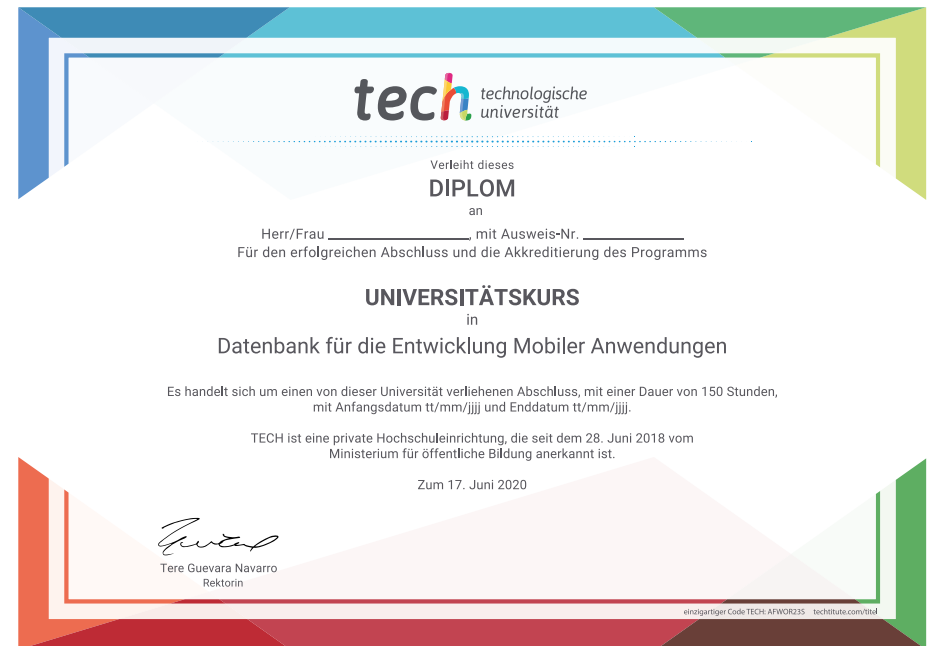 tech technologische
universität
Verleiht dieses
DIPLOM
an
Herr/Frau ____________, mit Ausweis-Nr. ____________
Für den erfolgreichen Abschluss und die Akkreditierung des Programms
UNIVERSITÄTSKURS
in
Datenbank für die Entwicklung Mobiler Anwendungen
Es handelt sich um einen von dieser Universität verliehenen Abschluss, mit einer Dauer von 150 Stunden,
mit Anfangsdatum tt/mm/jjjj und Enddatum tt/mm/jjjj.
TECH ist eine private Hochschuleinrichtung, die seit dem 28. Juni 2018 vom
Ministerium für öffentliche Bildung anerkannt ist.
Zum 17. Juni 2020
Tere Guevara Navarro
Rektorin
einzigartiger Code TECH: AFWOR23S techtitute.com/titel